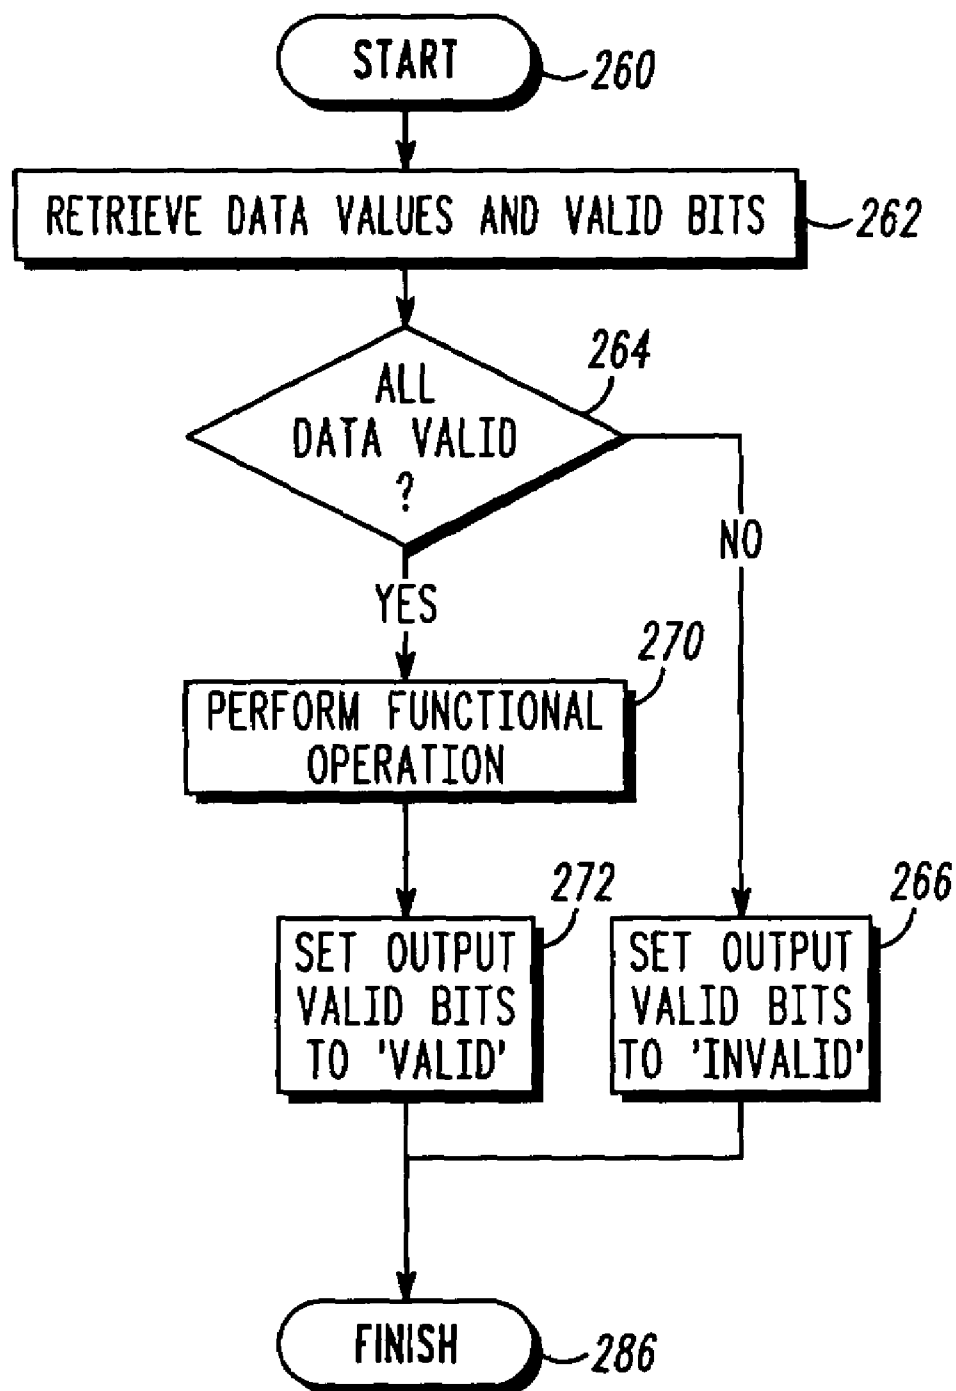 START
260
RETRIEVE DATA VALUES AND VALID BITS
262
264
ALL
DATA VALID
?
NO
YES
270
PERFORM FUNCTIONAL
OPERATION
272
SET OUTPUT
VALID BITS
TO 'VALID'
266
SET OUTPUT
VALID BITS
TO 'INVALID'
FINISH
286